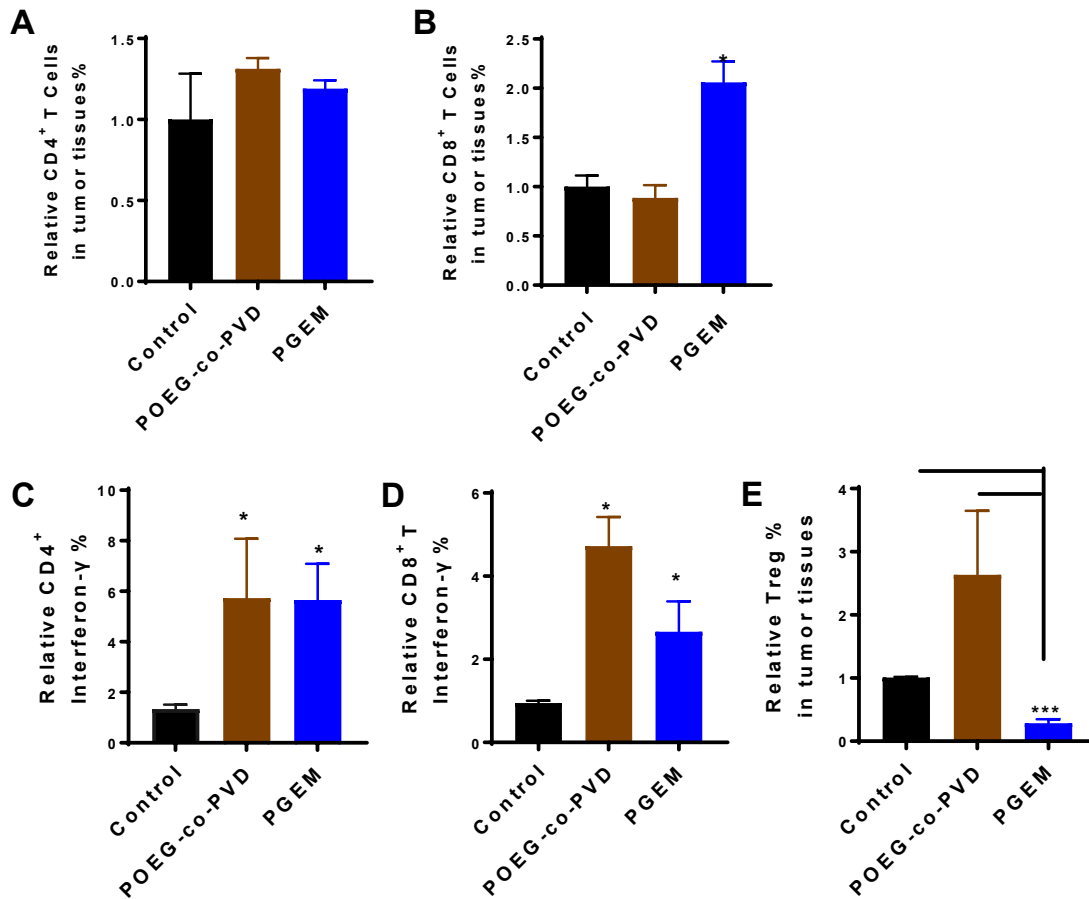 A
Relative CD4+ T Cells
in tumor tissues%
1.5
1.0
0.5
0.0
Control
POEG-co-PVD
PGEM
B
Relative CD8+ T Cells
in tumor tissues%
2.5
2.0
1.5
1.0
0.5
0.0
*
Control
POEG-co-PVD
PGEM
C
Relative CD4+
Interferon-γ %
10
8
6
4
2
0
*
*
Control
POEG-co-PVD
PGEM
D
Relative CD8+ T
Interferon-γ %
6
4
2
0
*
*
Control
POEG-co-PVD
PGEM
E
Relative Treg %
in tumor tissues
4
3
2
1
0
***
Control
POEG-co-PVD
PGEM